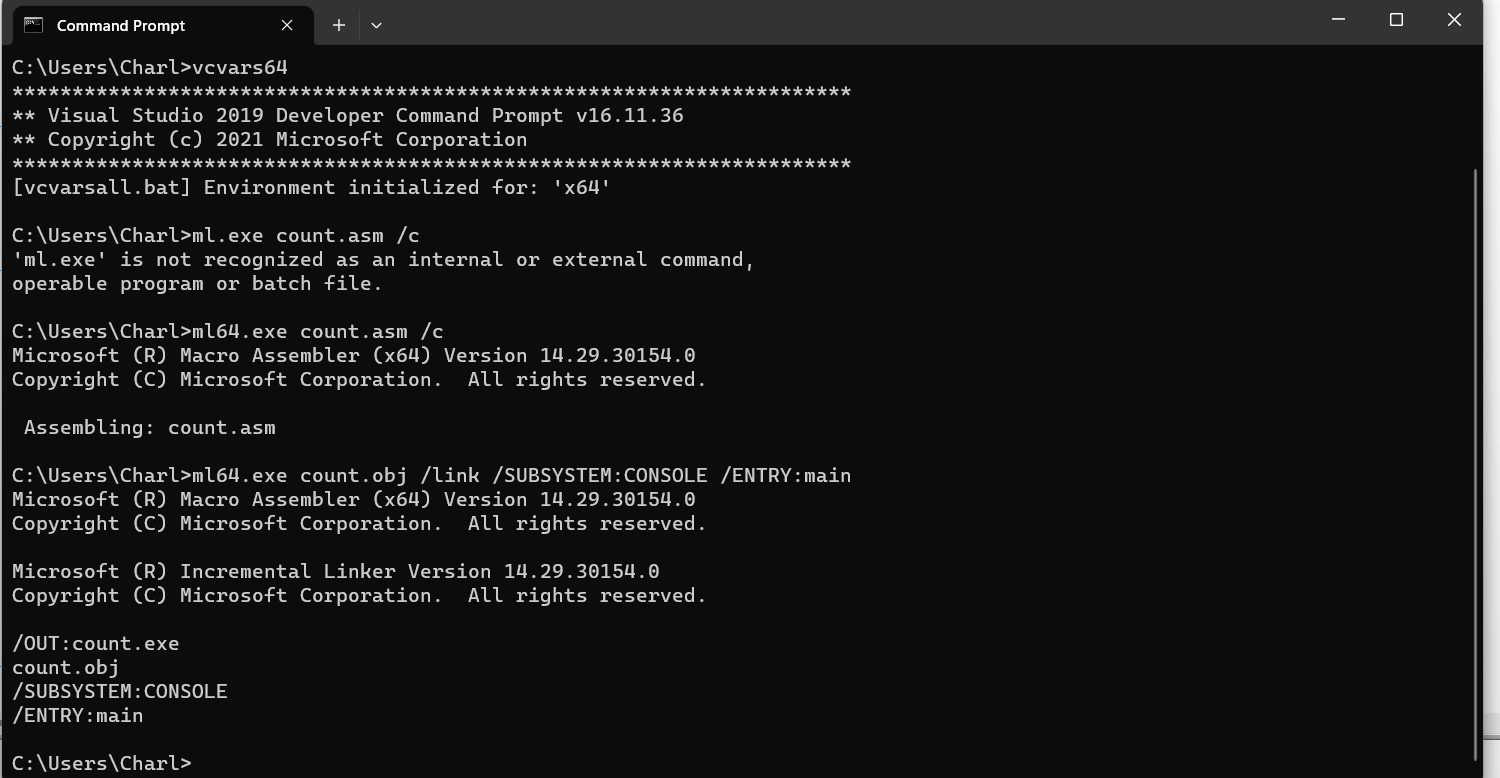 Command Prompt
C:\Users\Charl>vcvars64
**********************************************************************
** Visual Studio 2019 Developer Command Prompt v16.11.36
** Copyright (c) 2021 Microsoft Corporation
**********************************************************************
[vcvarsall.bat] Environment initialized for: 'x64'
C:\Users\Charl>ml.exe count.asm /c
'ml.exe' is not recognized as an internal or external command,
operable program or batch file.
C:\Users\Charl>ml64.exe count.asm /c
Microsoft (R) Macro Assembler (x64) Version 14.29.30154.0
Copyright (C) Microsoft Corporation.  All rights reserved.
 Assembling: count.asm
C:\Users\Charl>ml64.exe count.obj /link /SUBSYSTEM:CONSOLE /ENTRY:main
Microsoft (R) Macro Assembler (x64) Version 14.29.30154.0
Copyright (C) Microsoft Corporation.  All rights reserved.
Microsoft (R) Incremental Linker Version 14.29.30154.0
Copyright (C) Microsoft Corporation.  All rights reserved.
/OUT:count.exe
count.obj
/SUBSYSTEM:CONSOLE
/ENTRY:main
C:\Users\Charl>